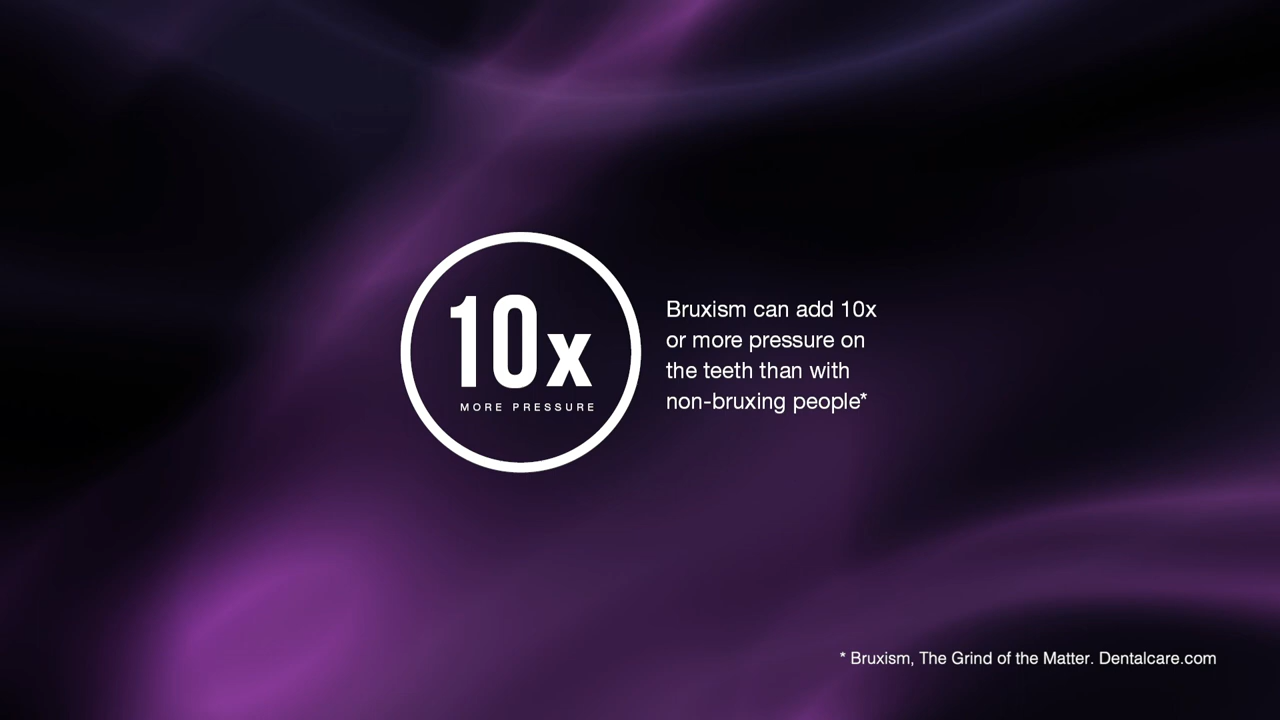 10x
MORE PRESSURE
Bruxism can add 10x
or more pressure on
the teeth than with
non-bruxing people*
* Bruxism, The Grind of the Matter. Dentalcare.com